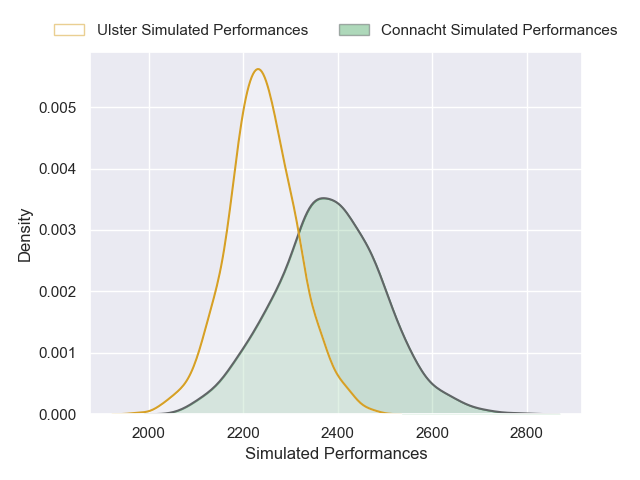 Ulster Simulated Performances
Connacht Simulated Performances
Density
0.005
0.004
0.003
0.002
0.001
0.000
2000 2200 2400 2600 2800
Simulated Performances